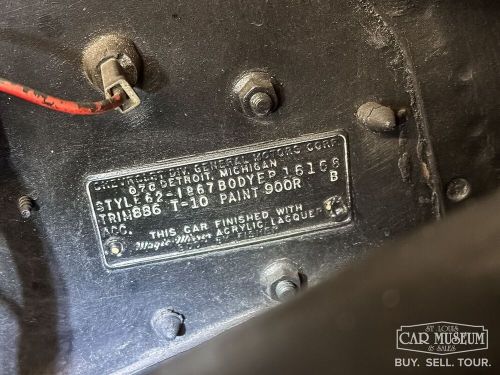 CHEVROLET DIV. GENERAL MOTORS CORP.
07C DETROIT, MICHIGAN
STYLE 62-1867 BODY EP 16168
TRIM 886 T-10 PAINT 900R B
ACC.
THIS CAR FINISHED WITH
Magic-Mirror ACRYLIC LACQUER
ST. LOUIS
CAR MUSEUM
& SALES
BUY. SELL. TOUR.